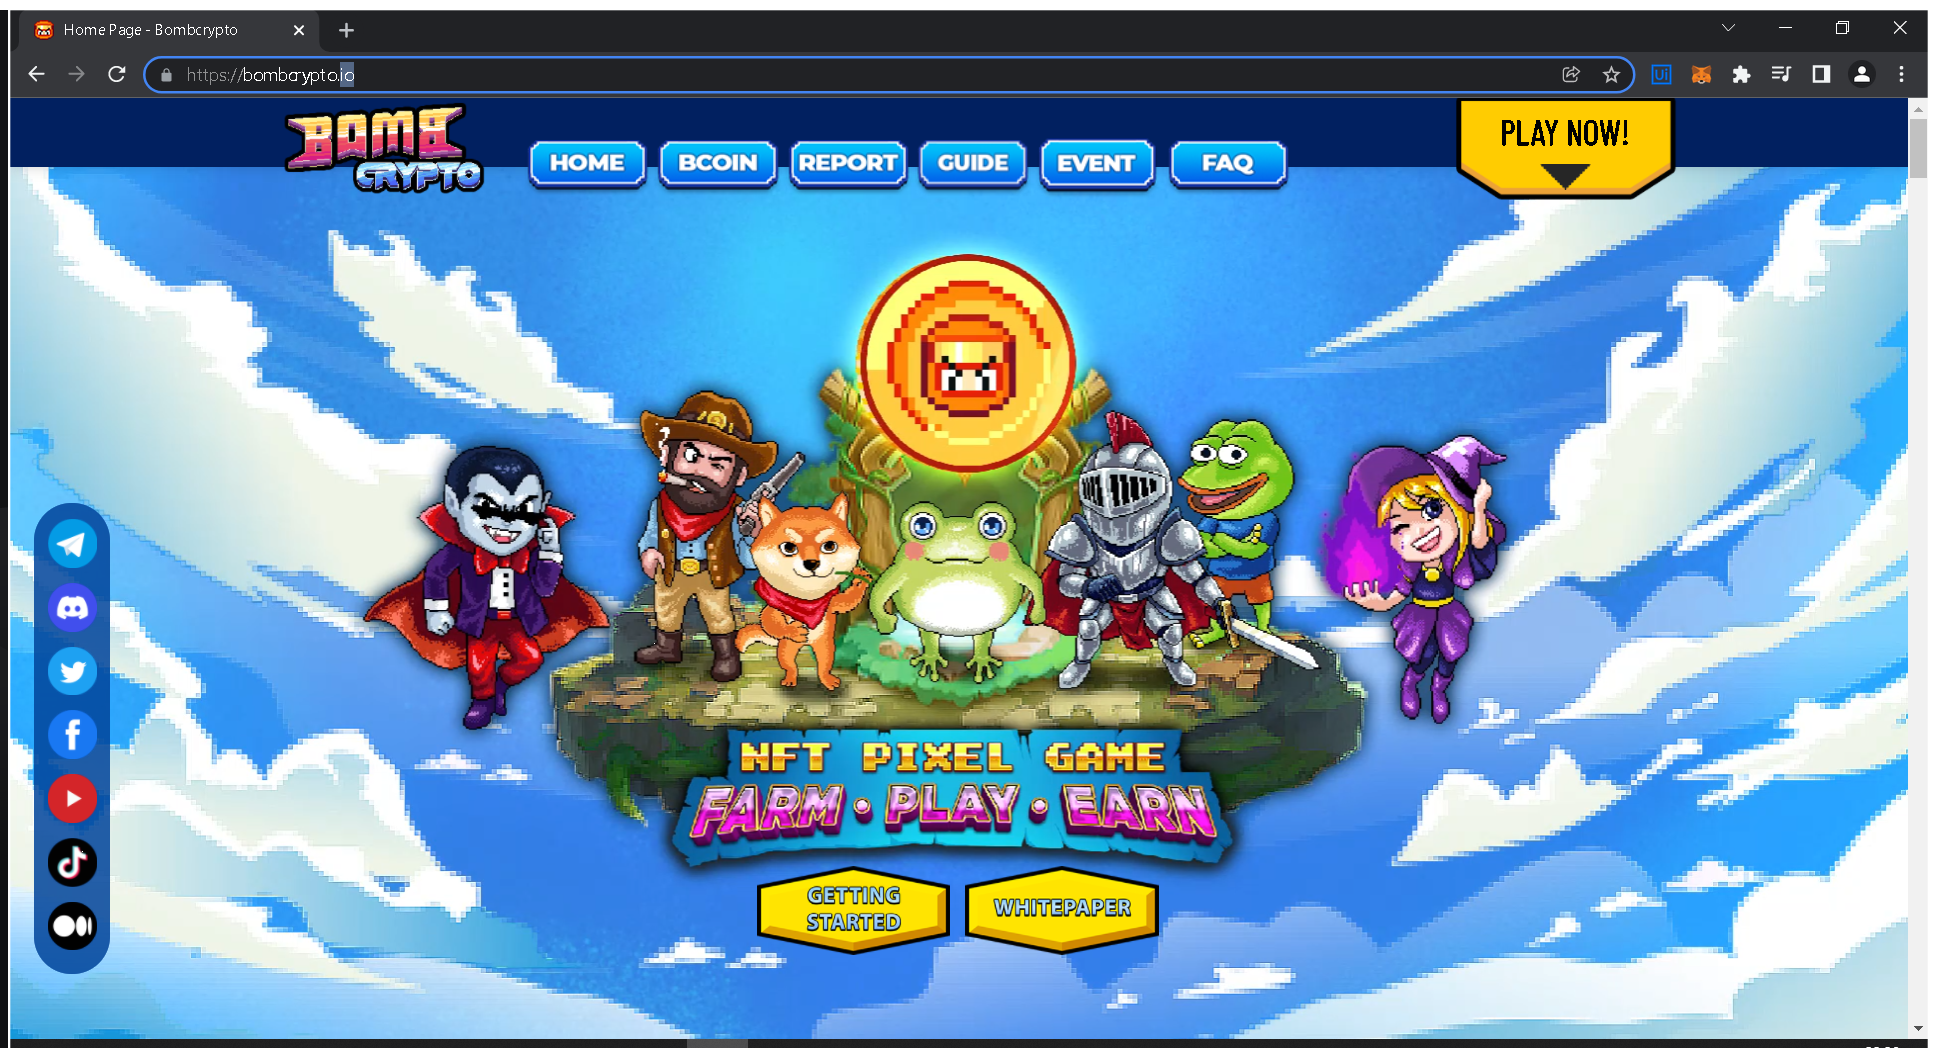 Home Page - Bombcrypto
https://bombcrypto.io
Ui
BOMB
CRYPTO
HOME
BCOIN
REPORT
GUIDE
EVENT
FAQ
PLAY NOW!
NFT PIXEL GAME
FARM • PLAY • EARN
GETTING
STARTED
WHITEPAPER